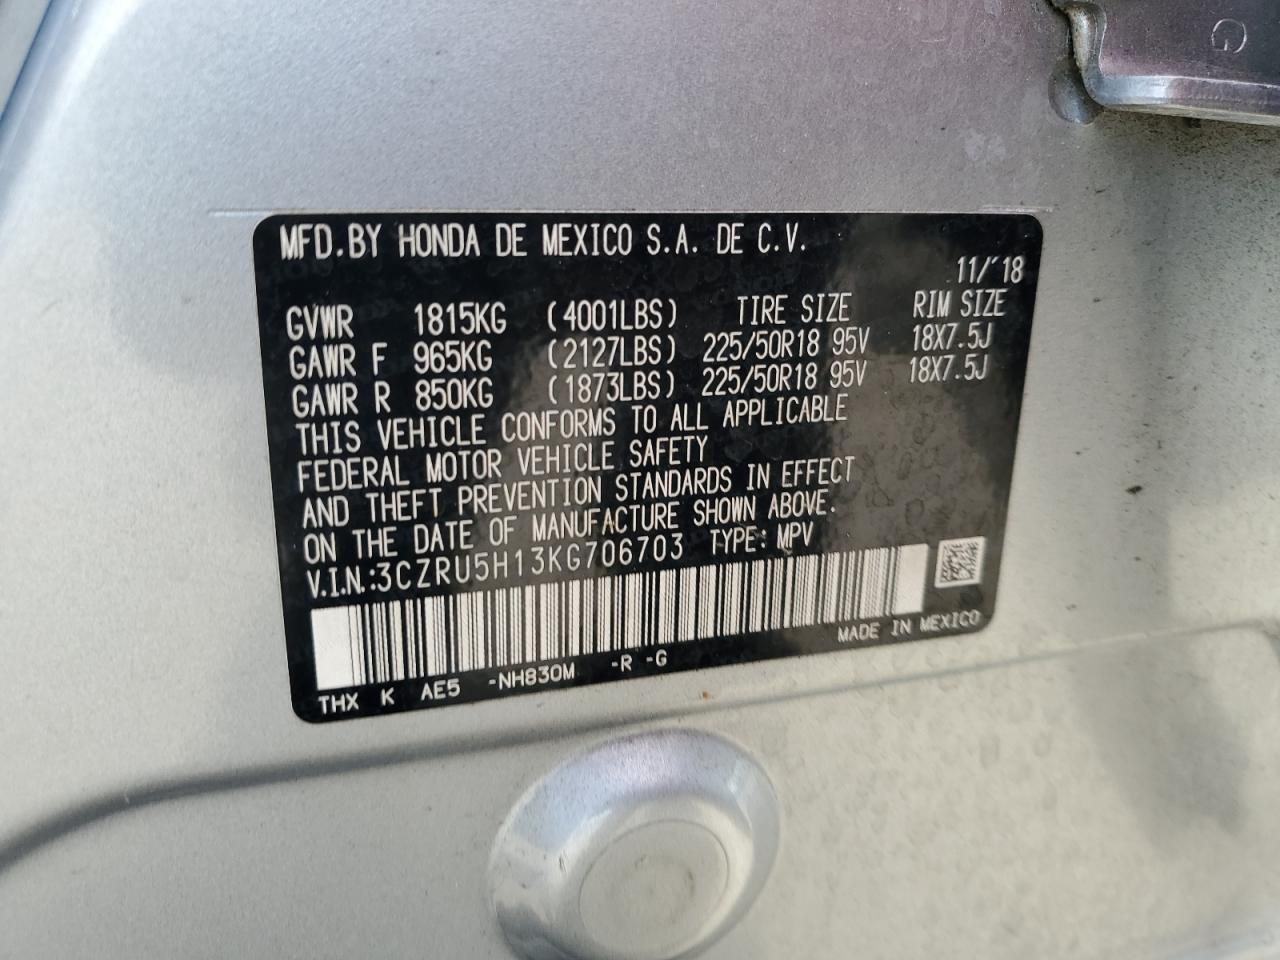 G
MFD.BY HONDA DE MEXICO S.A. DE C.V.
11/'18
GVWR 1815KG (4001LBS) TIRE SIZE RIM SIZE
GAWR F 965KG (2127LBS) 225/50R18 95V 18X7.5J
GAWR R 850KG (1873LBS) 225/50R18 95V 18X7.5J
THIS VEHICLE CONFORMS TO ALL APPLICABLE
FEDERAL MOTOR VEHICLE SAFETY
AND THEFT PREVENTION STANDARDS IN EFFECT
ON THE DATE OF MANUFACTURE SHOWN ABOVE.
V.I.N.:3CZRU5H13KG706703 TYPE: MPV
MADE IN MEXICO
THX K AE5 -NH830M -R -G